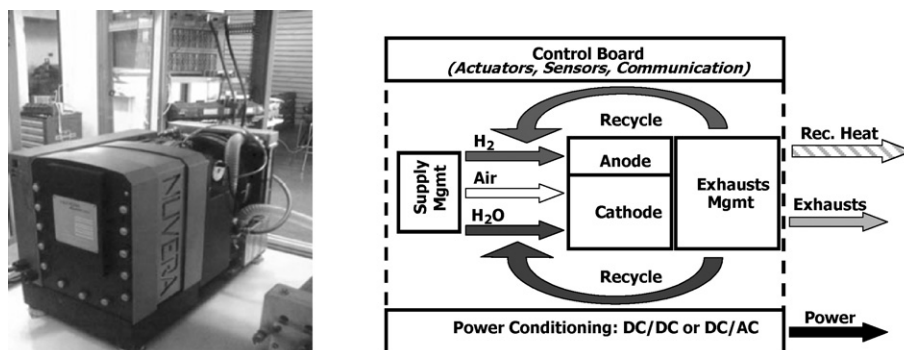 NUVERA
Control Board
(Actuators, Sensors, Communication)
Recycle
H₂
Air
H₂O
Supply
Mgmt
Anode
Cathode
Exhausts
Mgmt
Rec. Heat
Exhausts
Recycle
Power Conditioning: DC/DC or DC/AC
Power